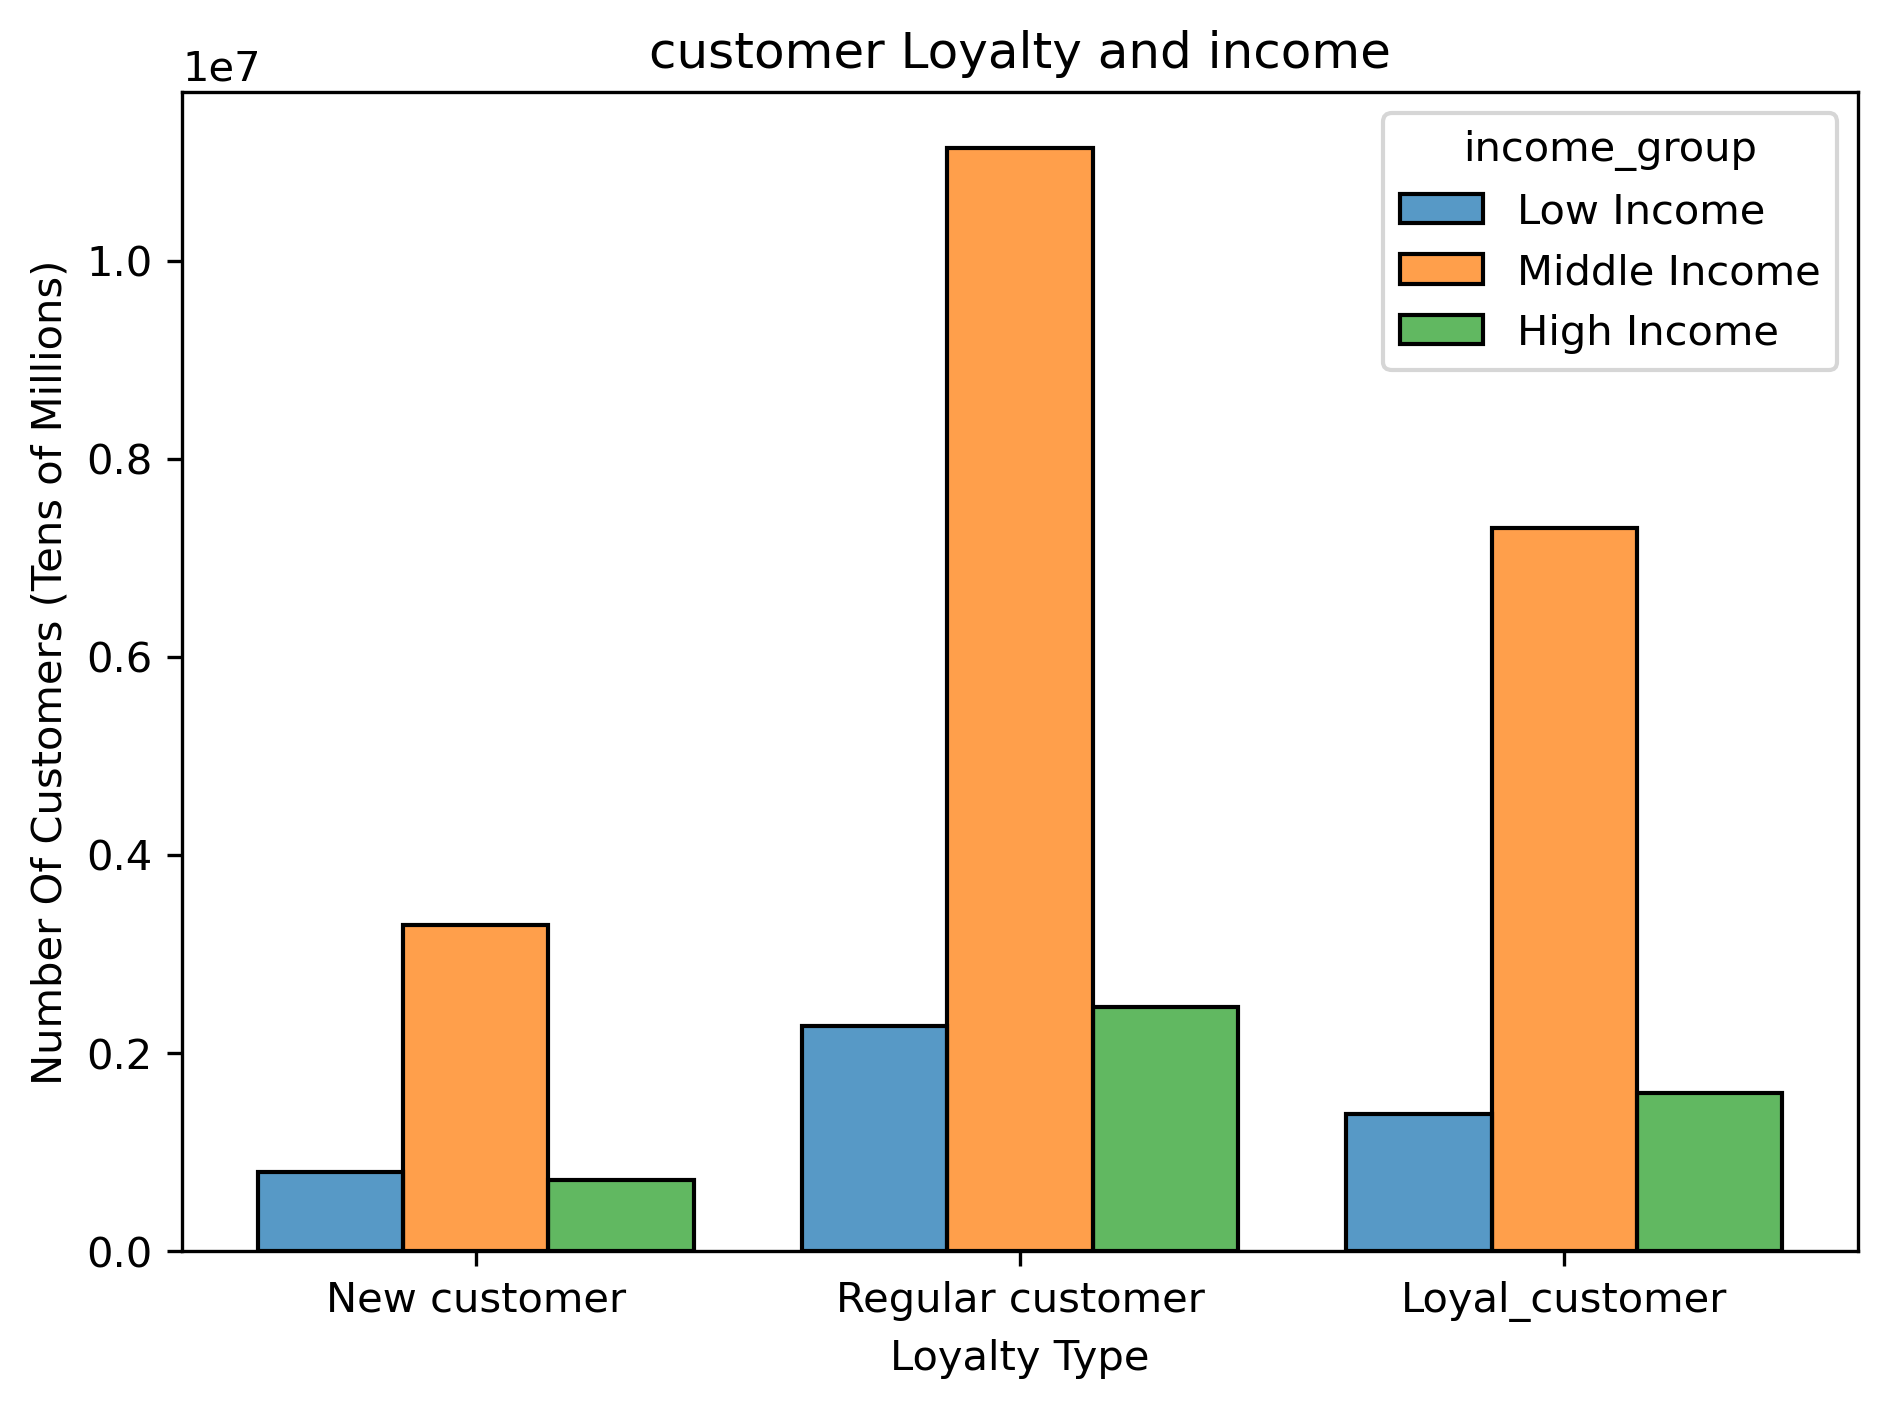 customer Loyalty and income
1e7
income_group
Low Income
Middle Income
High Income
Number Of Customers (Tens of Millions)
1.0
0.8
0.6
0.4
0.2
0.0
New customer
Regular customer
Loyal_customer
Loyalty Type